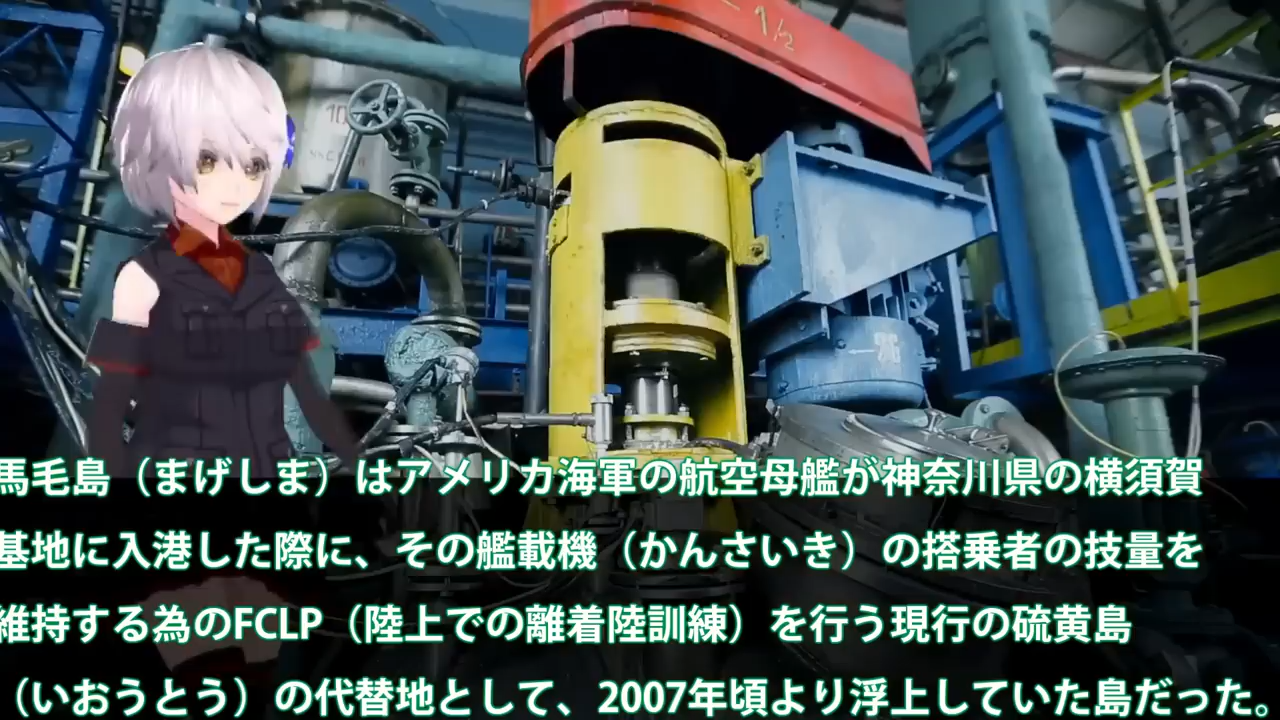 1/2
10
馬毛島（まげしま）はアメリカ海軍の航空母艦が神奈川県の横須賀
基地に入港した際に、その艦載機（かんさいき）の搭乗者の技量を
維持する為のFCLP（陸上での離着陸訓練）を行う現行の硫黄島
（いおうとう）の代替地として、2007年頃より浮上していた島だった。